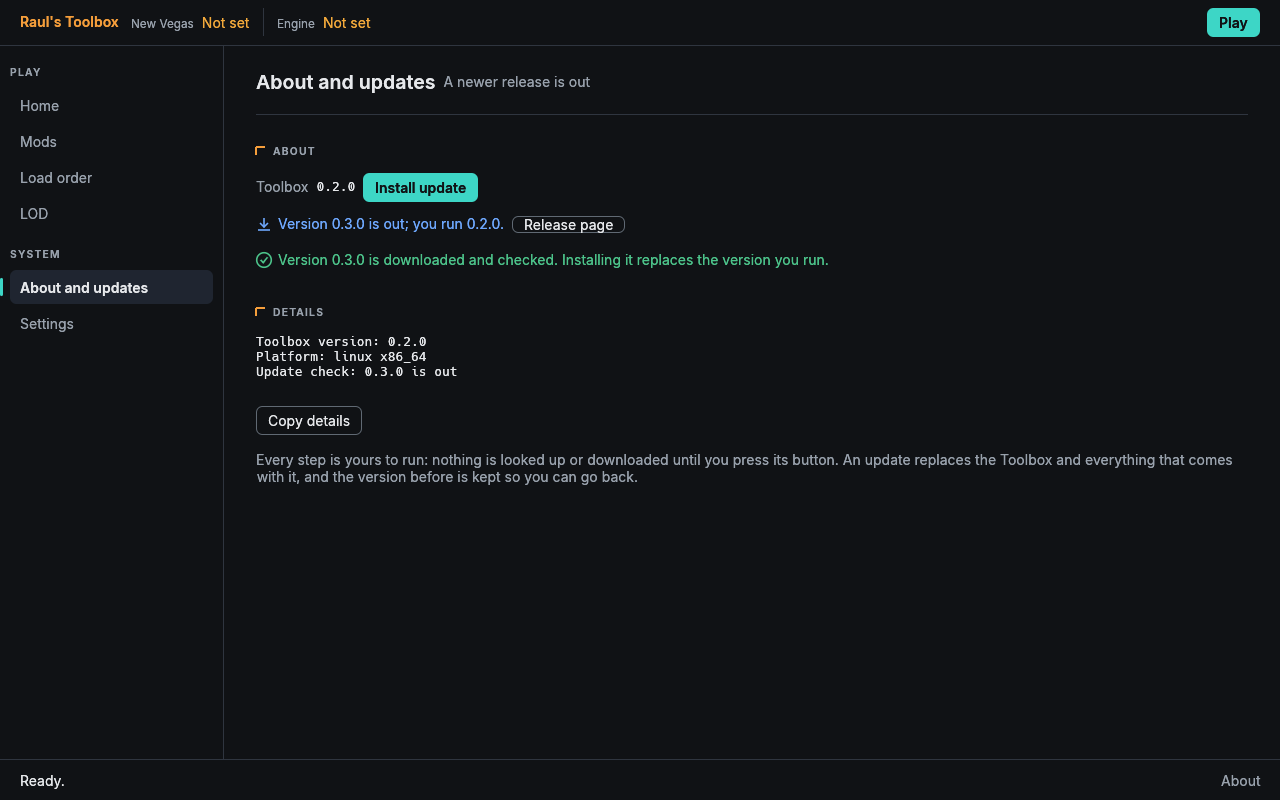 Raul's Toolbox New Vegas Not set Engine Not set Play
PLAY
Home
Mods
Load order
LOD
SYSTEM
About and updates
Settings
About and updates A newer release is out
ABOUT
Toolbox 0.2.0 Install update
Version 0.3.0 is out; you run 0.2.0. Release page
Version 0.3.0 is downloaded and checked. Installing it replaces the version you run.
DETAILS
Toolbox version: 0.2.0
Platform: linux x86_64
Update check: 0.3.0 is out
Copy details
Every step is yours to run: nothing is looked up or downloaded until you press its button. An update replaces the Toolbox and everything that comes
with it, and the version before is kept so you can go back.
Ready. About